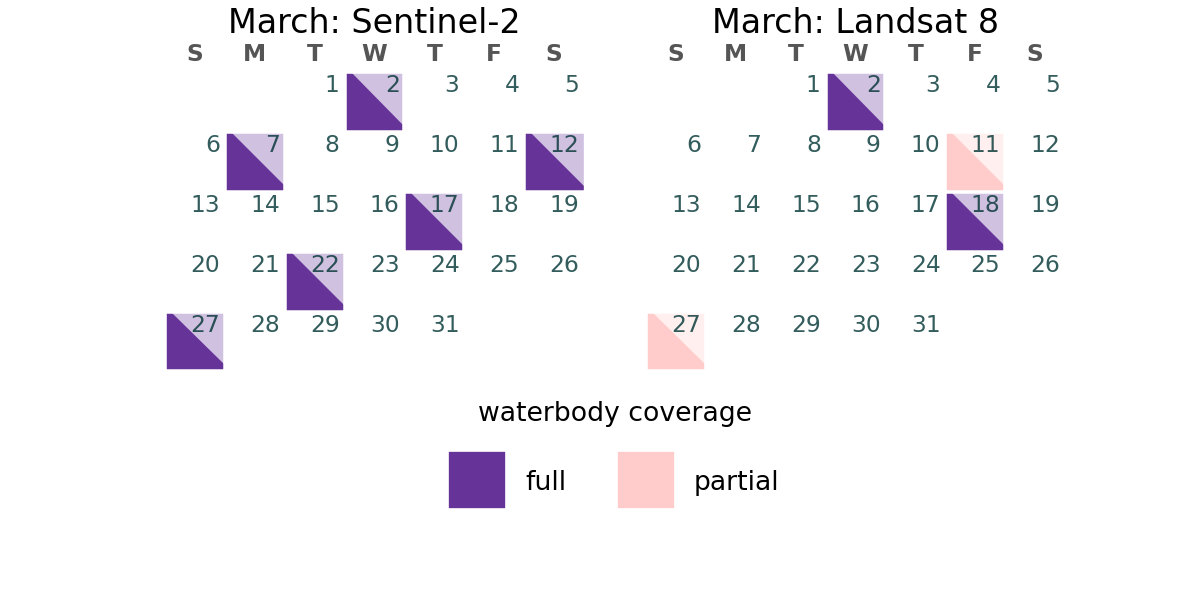 March: Sentinel-2
S M T W T F S
1 2 3 4 5
6 7 8 9 10 11 12
13 14 15 16 17 18 19
20 21 22 23 24 25 26
27 28 29 30 31
March: Landsat 8
S M T W T F S
1 2 3 4 5
6 7 8 9 10 11 12
13 14 15 16 17 18 19
20 21 22 23 24 25 26
27 28 29 30 31
waterbody coverage
full partial